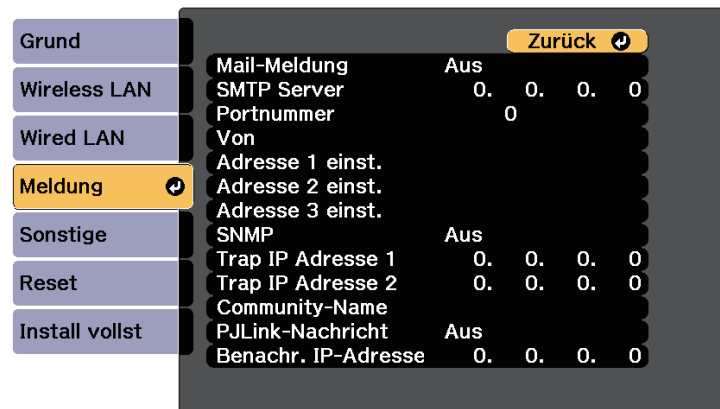 Grund
Wireless LAN
Wired LAN
Meldung
Sonstige
Reset
Install vollst
Zurück
Mail-Meldung Aus
SMTP Server 0. 0. 0. 0
Portnummer 0
Von
Adresse 1 einst.
Adresse 2 einst.
Adresse 3 einst.
SNMP Aus
Trap IP Adresse 1 0. 0. 0. 0
Trap IP Adresse 2 0. 0. 0. 0
Community-Name
PJLink-Nachricht Aus
Benachr. IP-Adresse 0. 0. 0. 0